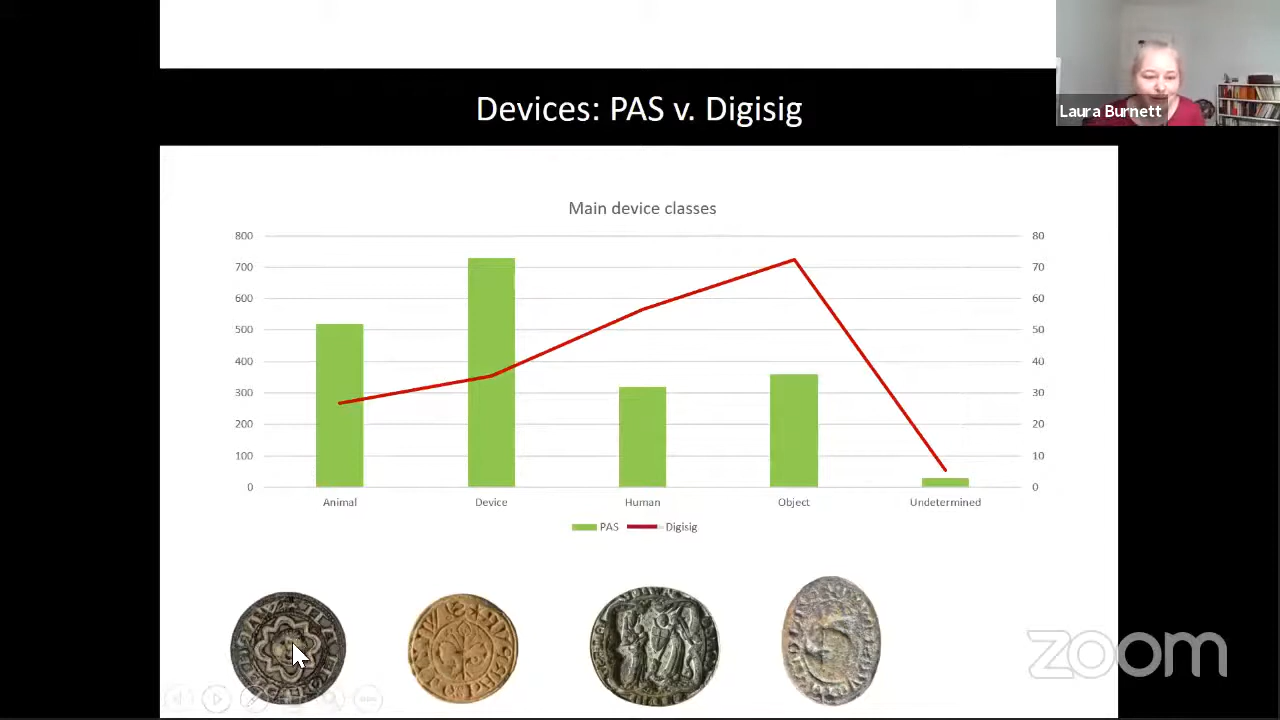 Laura Burnett
Devices: PAS v. Digisig
Main device classes
800 80
700 70
600 60
500 50
400 40
300 30
200 20
100 10
0 0
Animal Device Human Object Undetermined
PAS Digisig
zoom